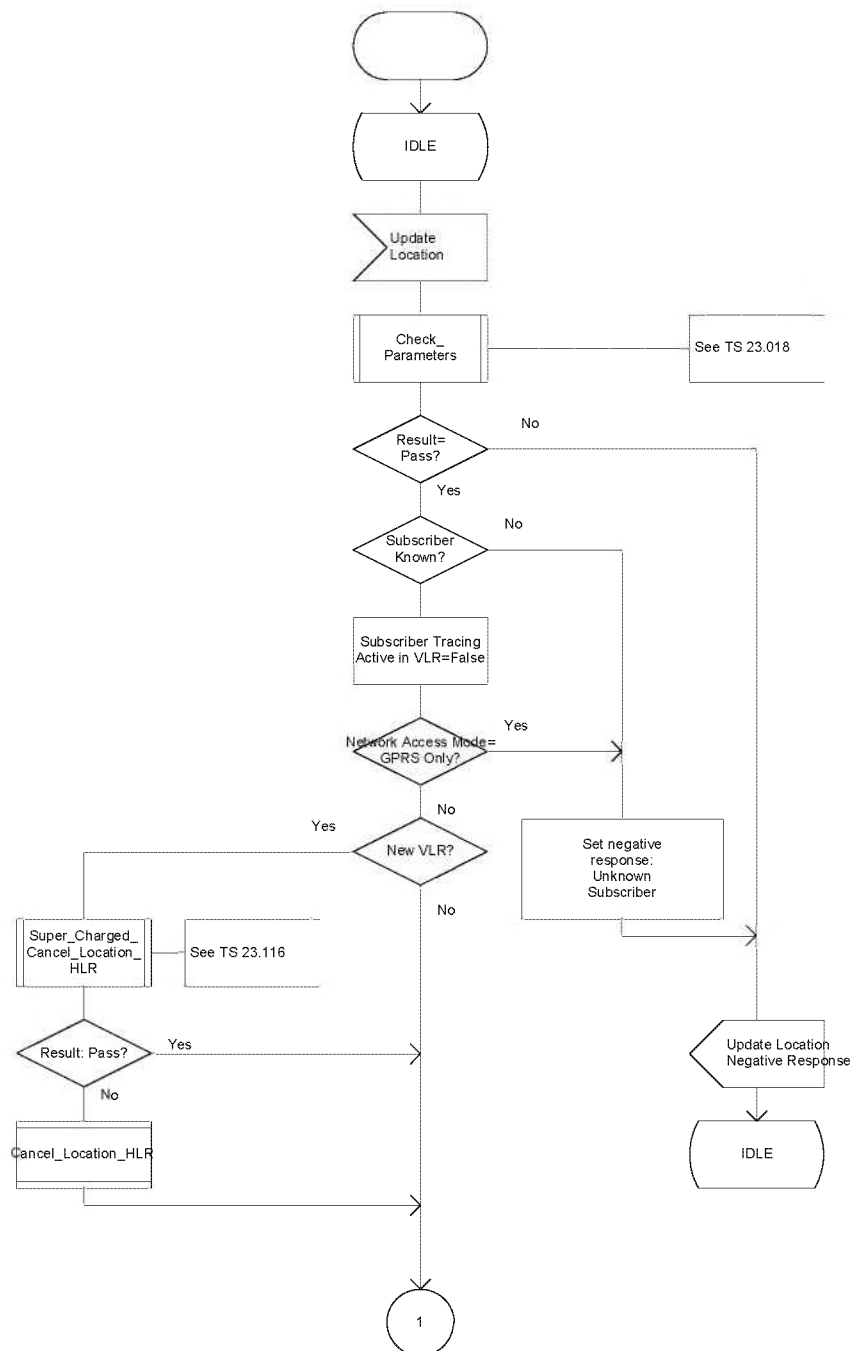 IDLE
Update
Location
Check_
Parameters
See TS 23.018
Result=
Pass?
No
Yes
Subscriber
Known?
No
Subscriber Tracing
Active in VLR=False
Network Access Mode=
GPRS Only?
Yes
No
New VLR?
Yes
No
Set negative
response:
Unknown
Subscriber
Super_Charged_
Cancel_Location_
HLR
See TS 23.116
Result: Pass?
Yes
No
Update Location
Negative Response
Cancel_Location_HLR
IDLE
1